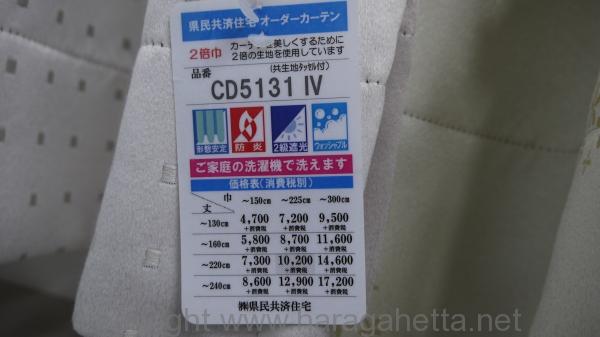 県民共済住宅 オーダーカーテン
2倍巾 カーテンを美しくするために
2倍の生地を使用しています
品番 (共生地タッセル付)
CD5131 IV
形態安定 防炎 2級遮光 ウォッシャブル
ご家庭の洗濯機で洗えます
価格表(消費税別)
巾 丈 ～150cm ～225cm ～300cm
～130cm 4,700 7,200 9,500
+消費税 +消費税 +消費税
～160cm 5,800 8,700 11,600
+消費税 +消費税 +消費税
～220cm 7,300 10,200 14,600
+消費税 +消費税 +消費税
～240cm 8,600 12,900 17,200
+消費税 +消費税 +消費税
㈱県民共済住宅
ght www.haragahetta.net